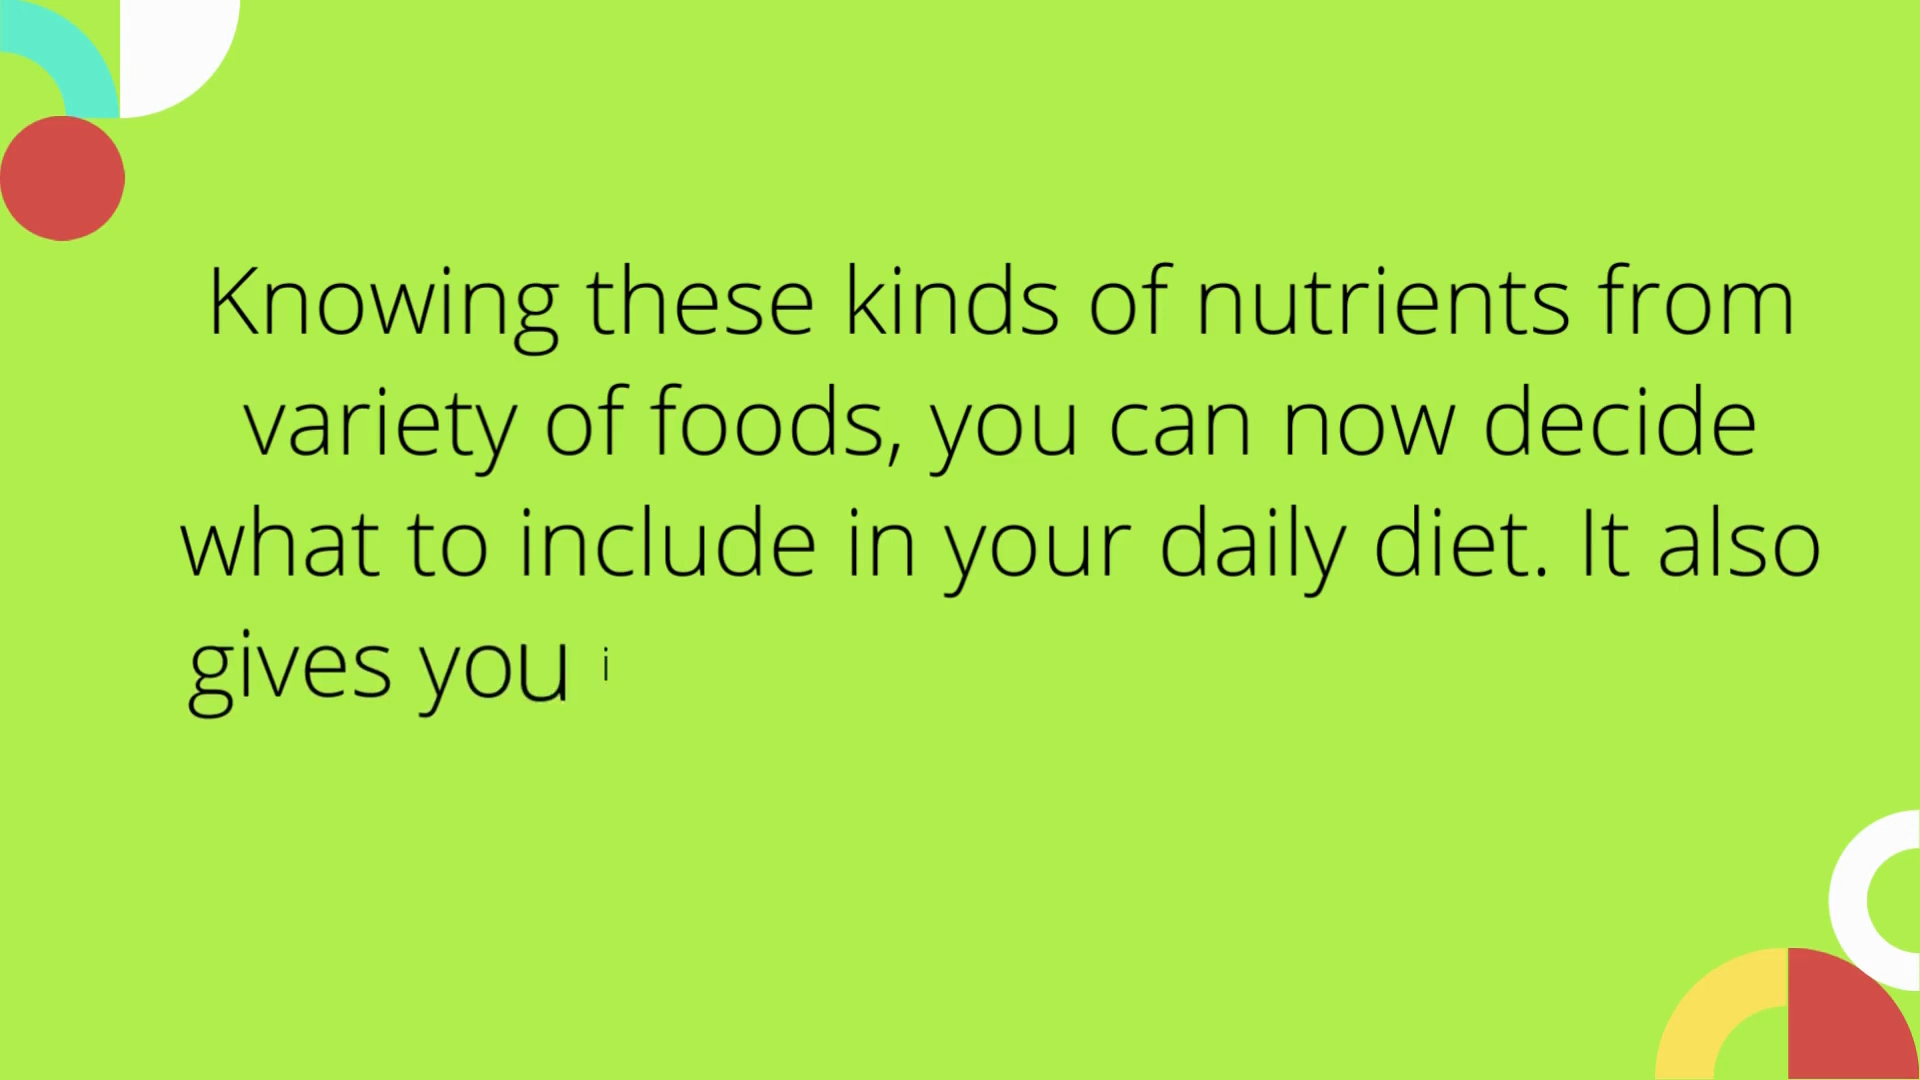 Knowing these kinds of nutrients from
variety of foods, you can now decide
what to include in your daily diet. It also
gives you i